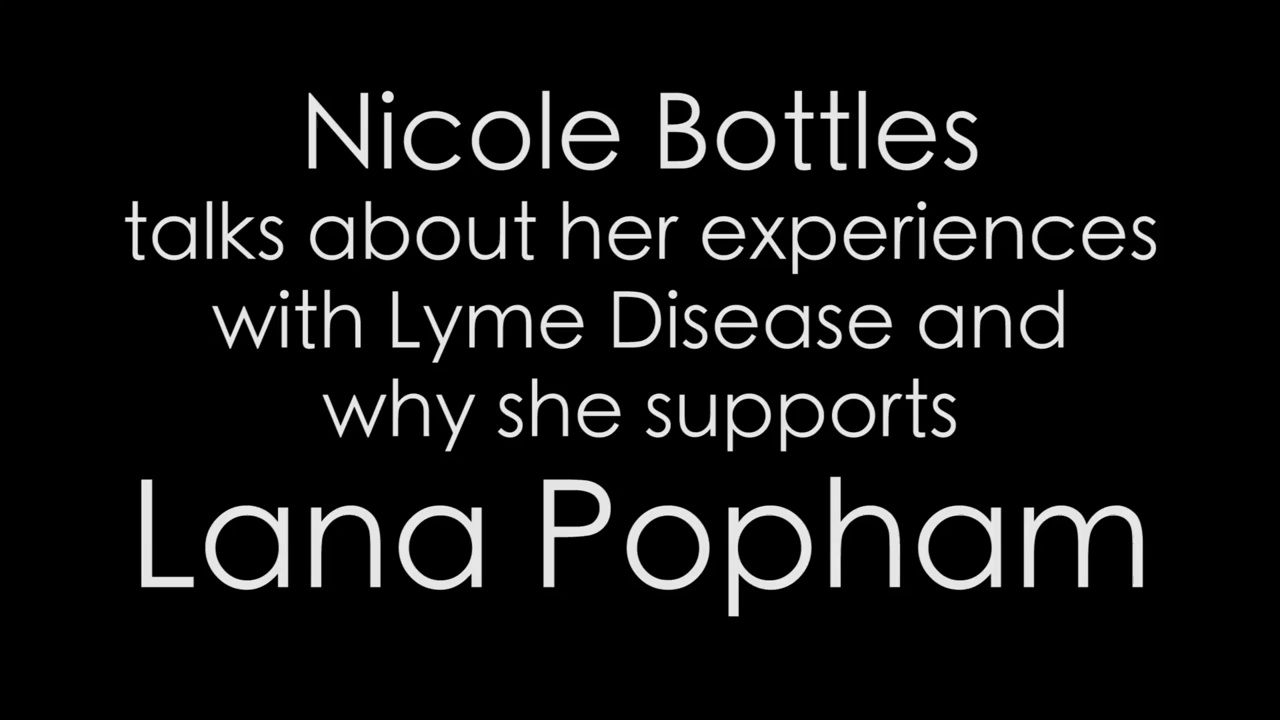 Nicole Bottles
talks about her experiences
with Lyme Disease and
why she supports
Lana Popham